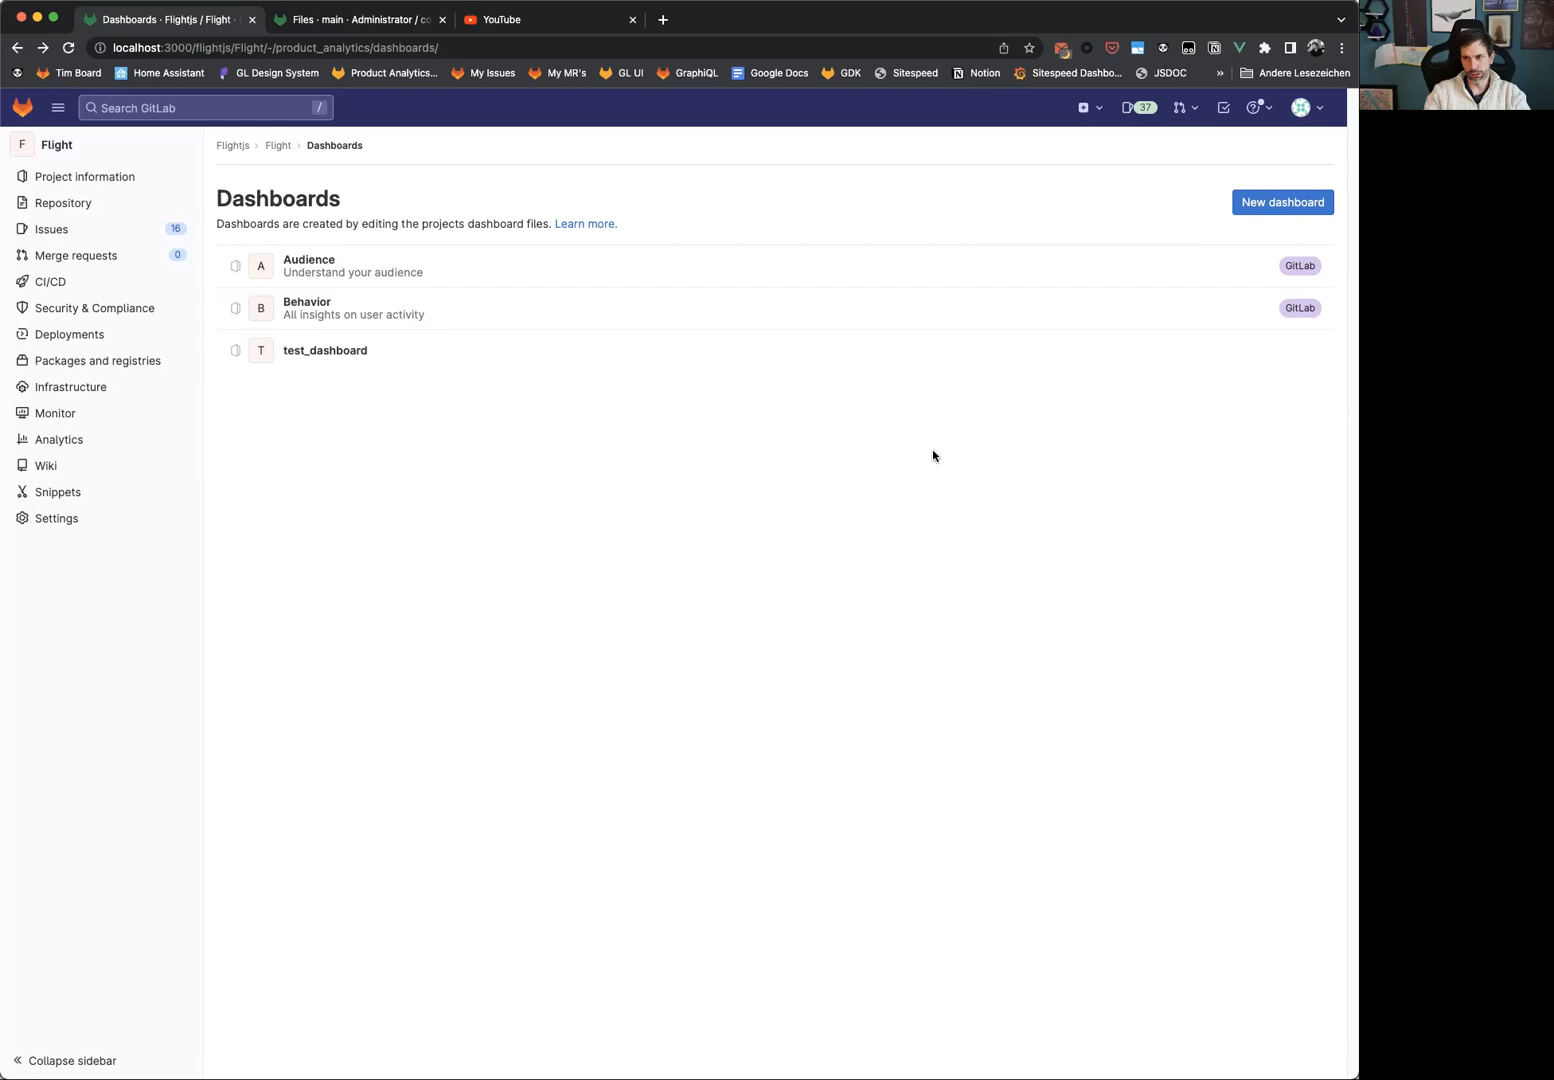 Dashboards · Flightjs / Flight ·
Files · main · Administrator / co
YouTube
localhost:3000/flightjs/Flight/-/product_analytics/dashboards/
Tim Board
Home Assistant
GL Design System
Product Analytics...
My Issues
My MR's
GL UI
GraphiQL
Google Docs
GDK
Sitespeed
Notion
Sitespeed Dashbo...
JSDOC
»
Andere Lesezeichen
Search GitLab
/
37
F
Flight
Project information
Repository
Issues
16
Merge requests
0
CI/CD
Security & Compliance
Deployments
Packages and registries
Infrastructure
Monitor
Analytics
Wiki
Snippets
Settings
Collapse sidebar
Flightjs › Flight › Dashboards
Dashboards
New dashboard
Dashboards are created by editing the projects dashboard files. Learn more.
A
Audience
Understand your audience
GitLab
B
Behavior
All insights on user activity
GitLab
T
test_dashboard